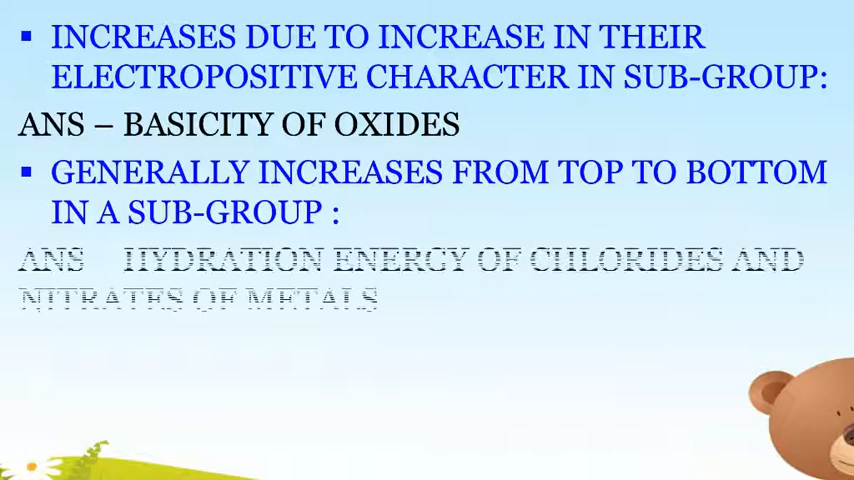 ▪ INCREASES DUE TO INCREASE IN THEIR
ELECTROPOSITIVE CHARACTER IN SUB-GROUP:
ANS – BASICITY OF OXIDES
▪ GENERALLY INCREASES FROM TOP TO BOTTOM
IN A SUB-GROUP :
ANS HYDRATION ENERGY OF CHLORIDES AND
NITRATES OF METALS